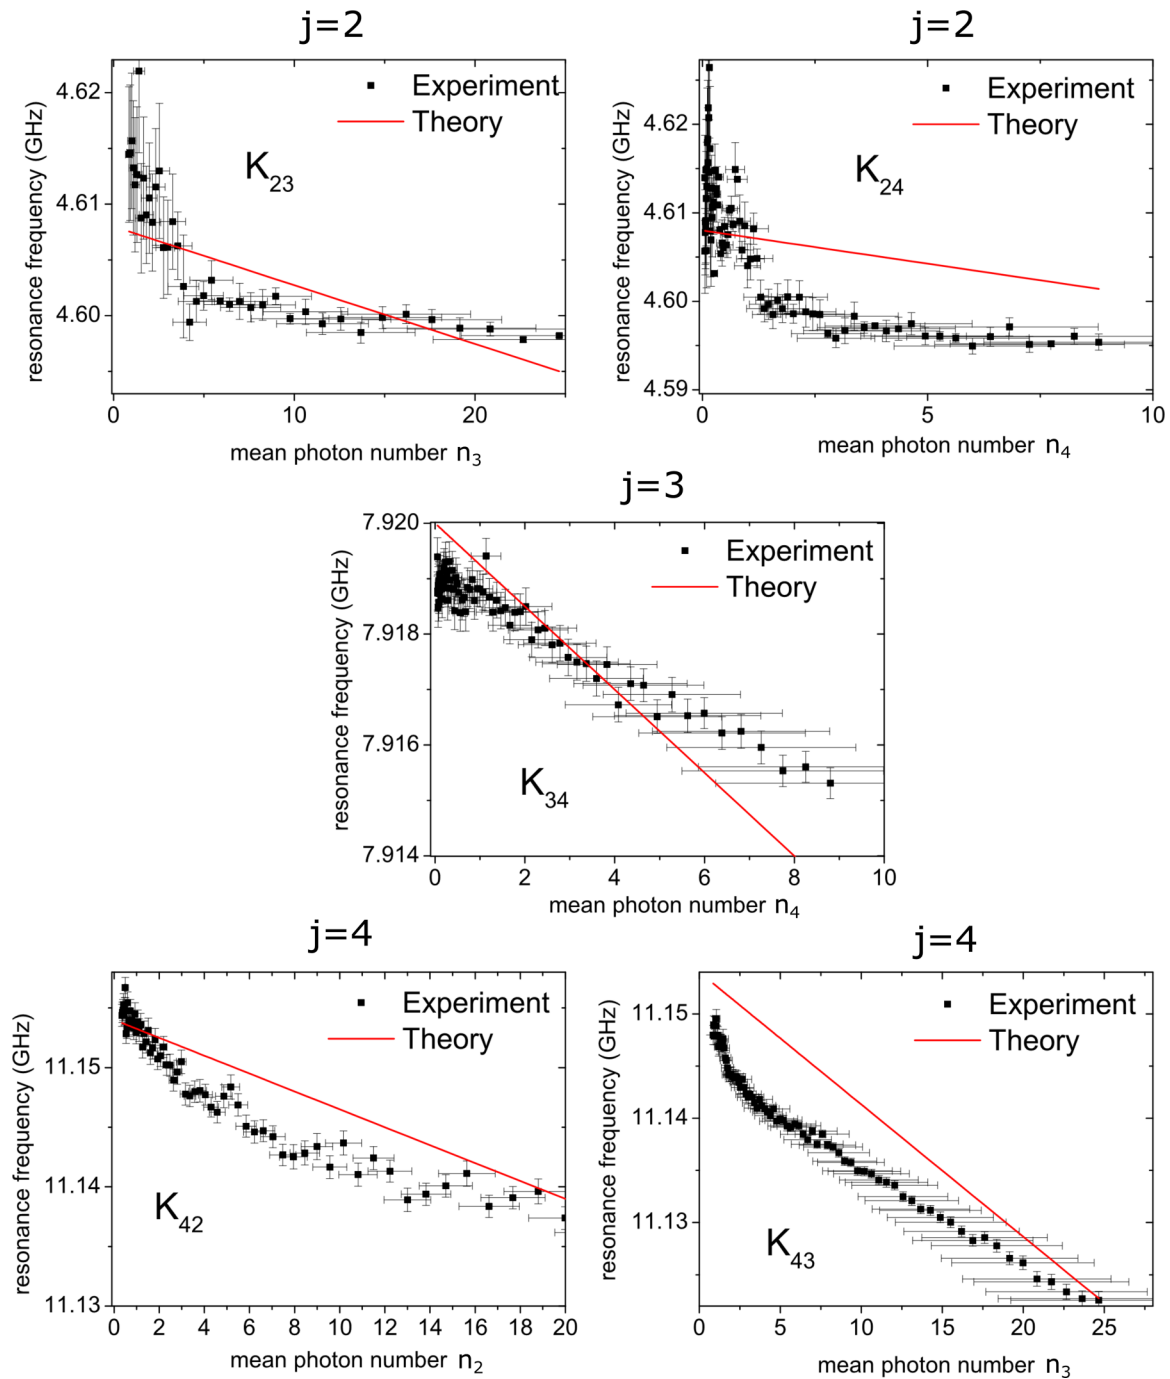 j=2
4.62
4.61
4.60
resonance frequency (GHz)
Experiment
Theory
K23
0 10 20
mean photon number n3
j=2
4.62
4.61
4.60
4.59
resonance frequency (GHz)
Experiment
Theory
K24
0 5 10
mean photon number n4
j=3
7.920
7.918
7.916
7.914
resonance frequency (GHz)
Experiment
Theory
K34
0 2 4 6 8 10
mean photon number n4
j=4
11.15
11.14
11.13
resonance frequency (GHz)
Experiment
Theory
K42
0 2 4 6 8 10 12 14 16 18 20
mean photon number n2
j=4
11.15
11.14
11.13
resonance frequency (GHz)
Experiment
Theory
K43
0 5 10 15 20 25
mean photon number n3